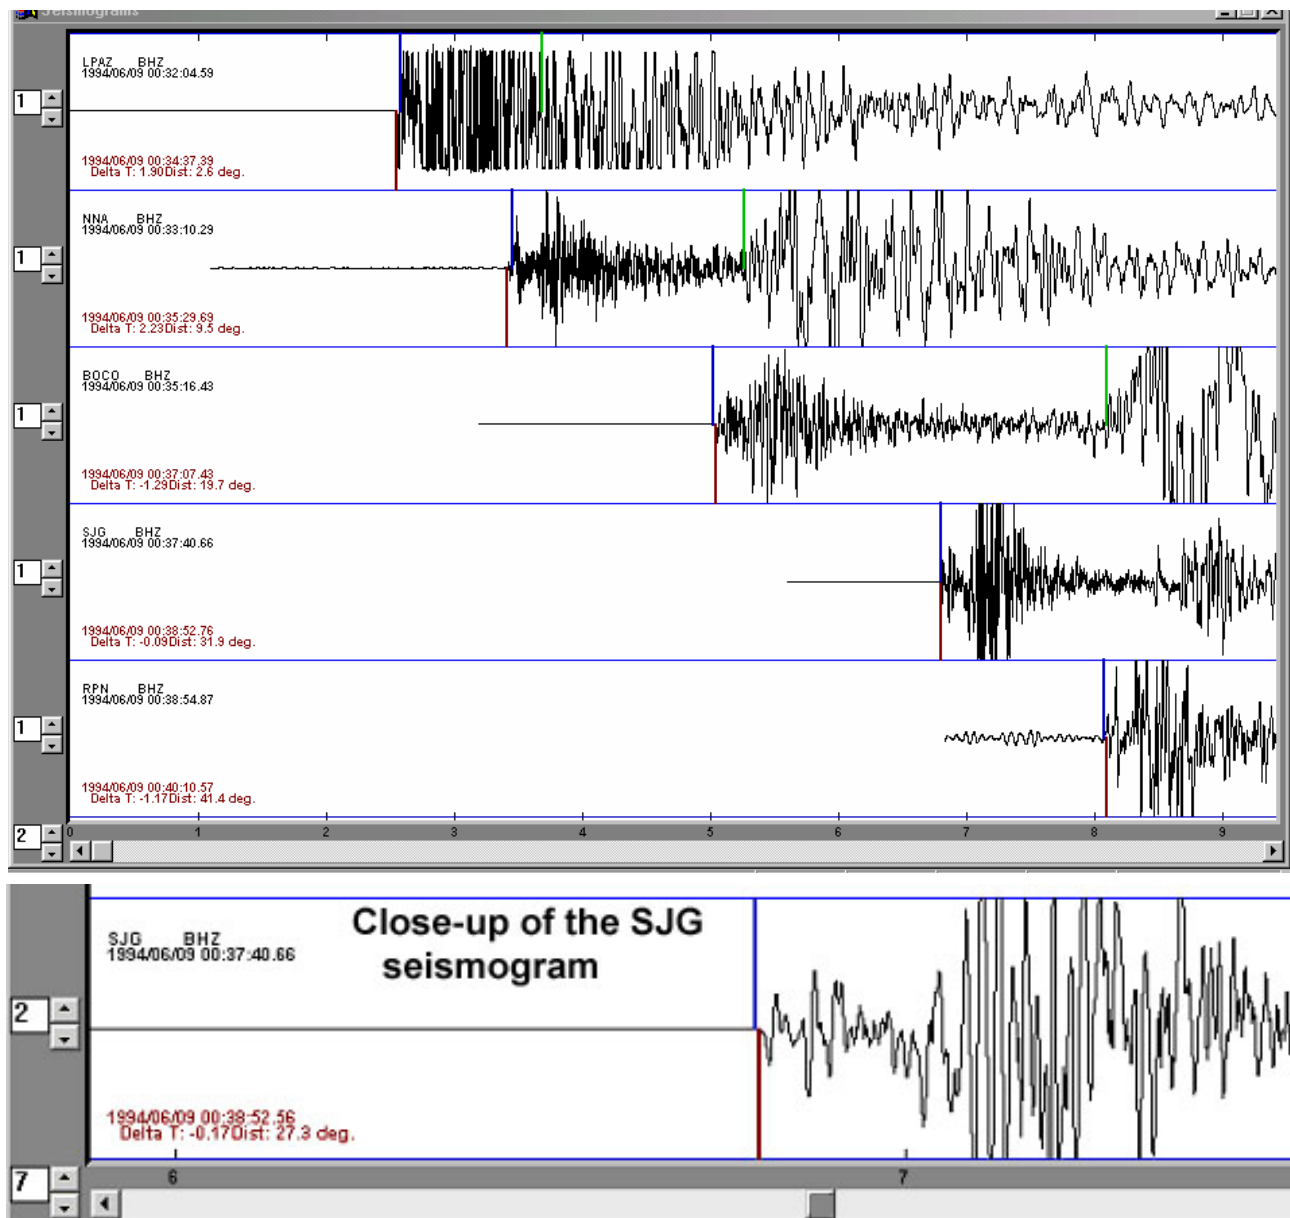 Seismograms
LPAZ BHZ
1994/06/09 00:32:04.59
1
1994/06/09 00:34:37.39
Delta T: 1.90Dist: 2.6 deg.
NNA BHZ
1994/06/09 00:33:10.29
1
1994/06/09 00:35:29.69
Delta T: 2.23Dist: 9.5 deg.
BOCO BHZ
1994/06/09 00:35:16.43
1
1994/06/09 00:37:07.43
Delta T: -1.29Dist: 19.7 deg.
SJG BHZ
1994/06/09 00:37:40.66
1
1994/06/09 00:38:52.76
Delta T: -0.09Dist: 31.9 deg.
RPN BHZ
1994/06/09 00:38:54.87
1
1994/06/09 00:40:10.57
Delta T: -1.17Dist: 41.4 deg.
2 0 1 2 3 4 5 6 7 8 9
Close-up of the SJG
seismogram
SJG BHZ
1994/06/09 00:37:40.66
2
1994/06/09 00:38:52.56
Delta T: -0.17Dist: 27.3 deg.
7 6 7